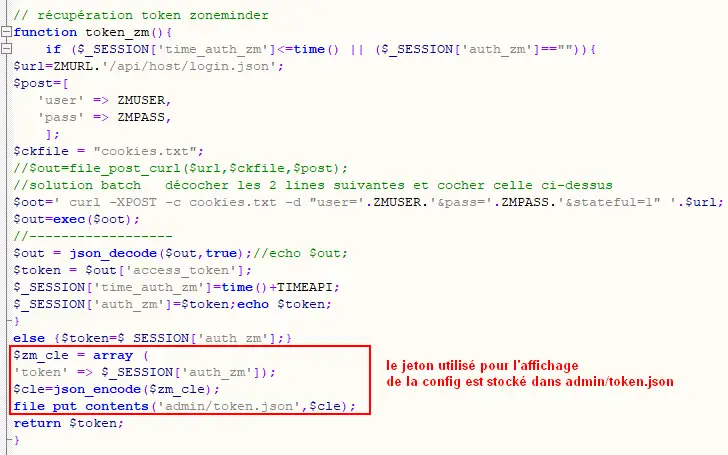 // récupération token zoneminder
function token_zm(){
if ($_SESSION['time_auth_zm']<=time() || ($_SESSION['auth_zm']=="")){
$url=ZMURL.'/api/host/login.json';
$post=[
'user' => ZMUSER,
'pass' => ZMPASS,
];
$ckfile = "cookies.txt";
//$out=file_post_curl($url,$ckfile,$post);
//solution batch décocher les 2 lines suivantes et cocher celle ci-dessus
$oot=' curl -XPOST -c cookies.txt -d "user='.ZMUSER.'&pass='.ZMPASS.'&stateful=1" '.$url;
$out=exec($oot);
//------------------
$out = json_decode($out,true);//echo $out;
$token = $out['access_token'];
$_SESSION['time_auth_zm']=time()+TIMEAPI;
$_SESSION['auth_zm']=$token;echo $token;
}
else {$token=$_SESSION['auth_zm'];}
$zm_cle = array (
'token' => $_SESSION['auth_zm']);
$cle=json_encode($zm_cle);
file_put_contents('admin/token.json',$cle);
return $token;
}
le jeton utilisé pour l'affichage
de la config est stocké dans admin/token.json